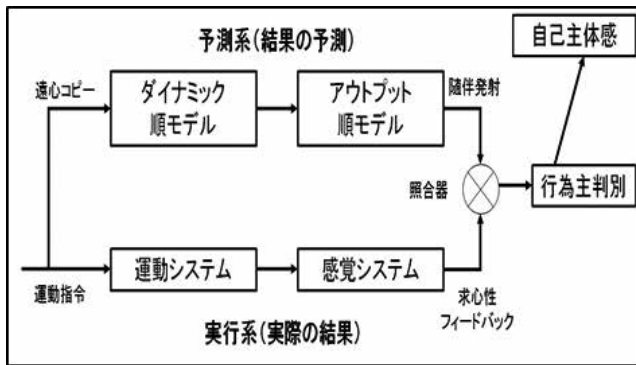 予測系(結果の予測)
自己主体感
遠心コピー
ダイナミック
順モデル
アウトプット
順モデル
随伴発射
照合器
行為主判別
運動指令
運動システム
感覚システム
求心性
フィードバック
実行系(実際の結果)